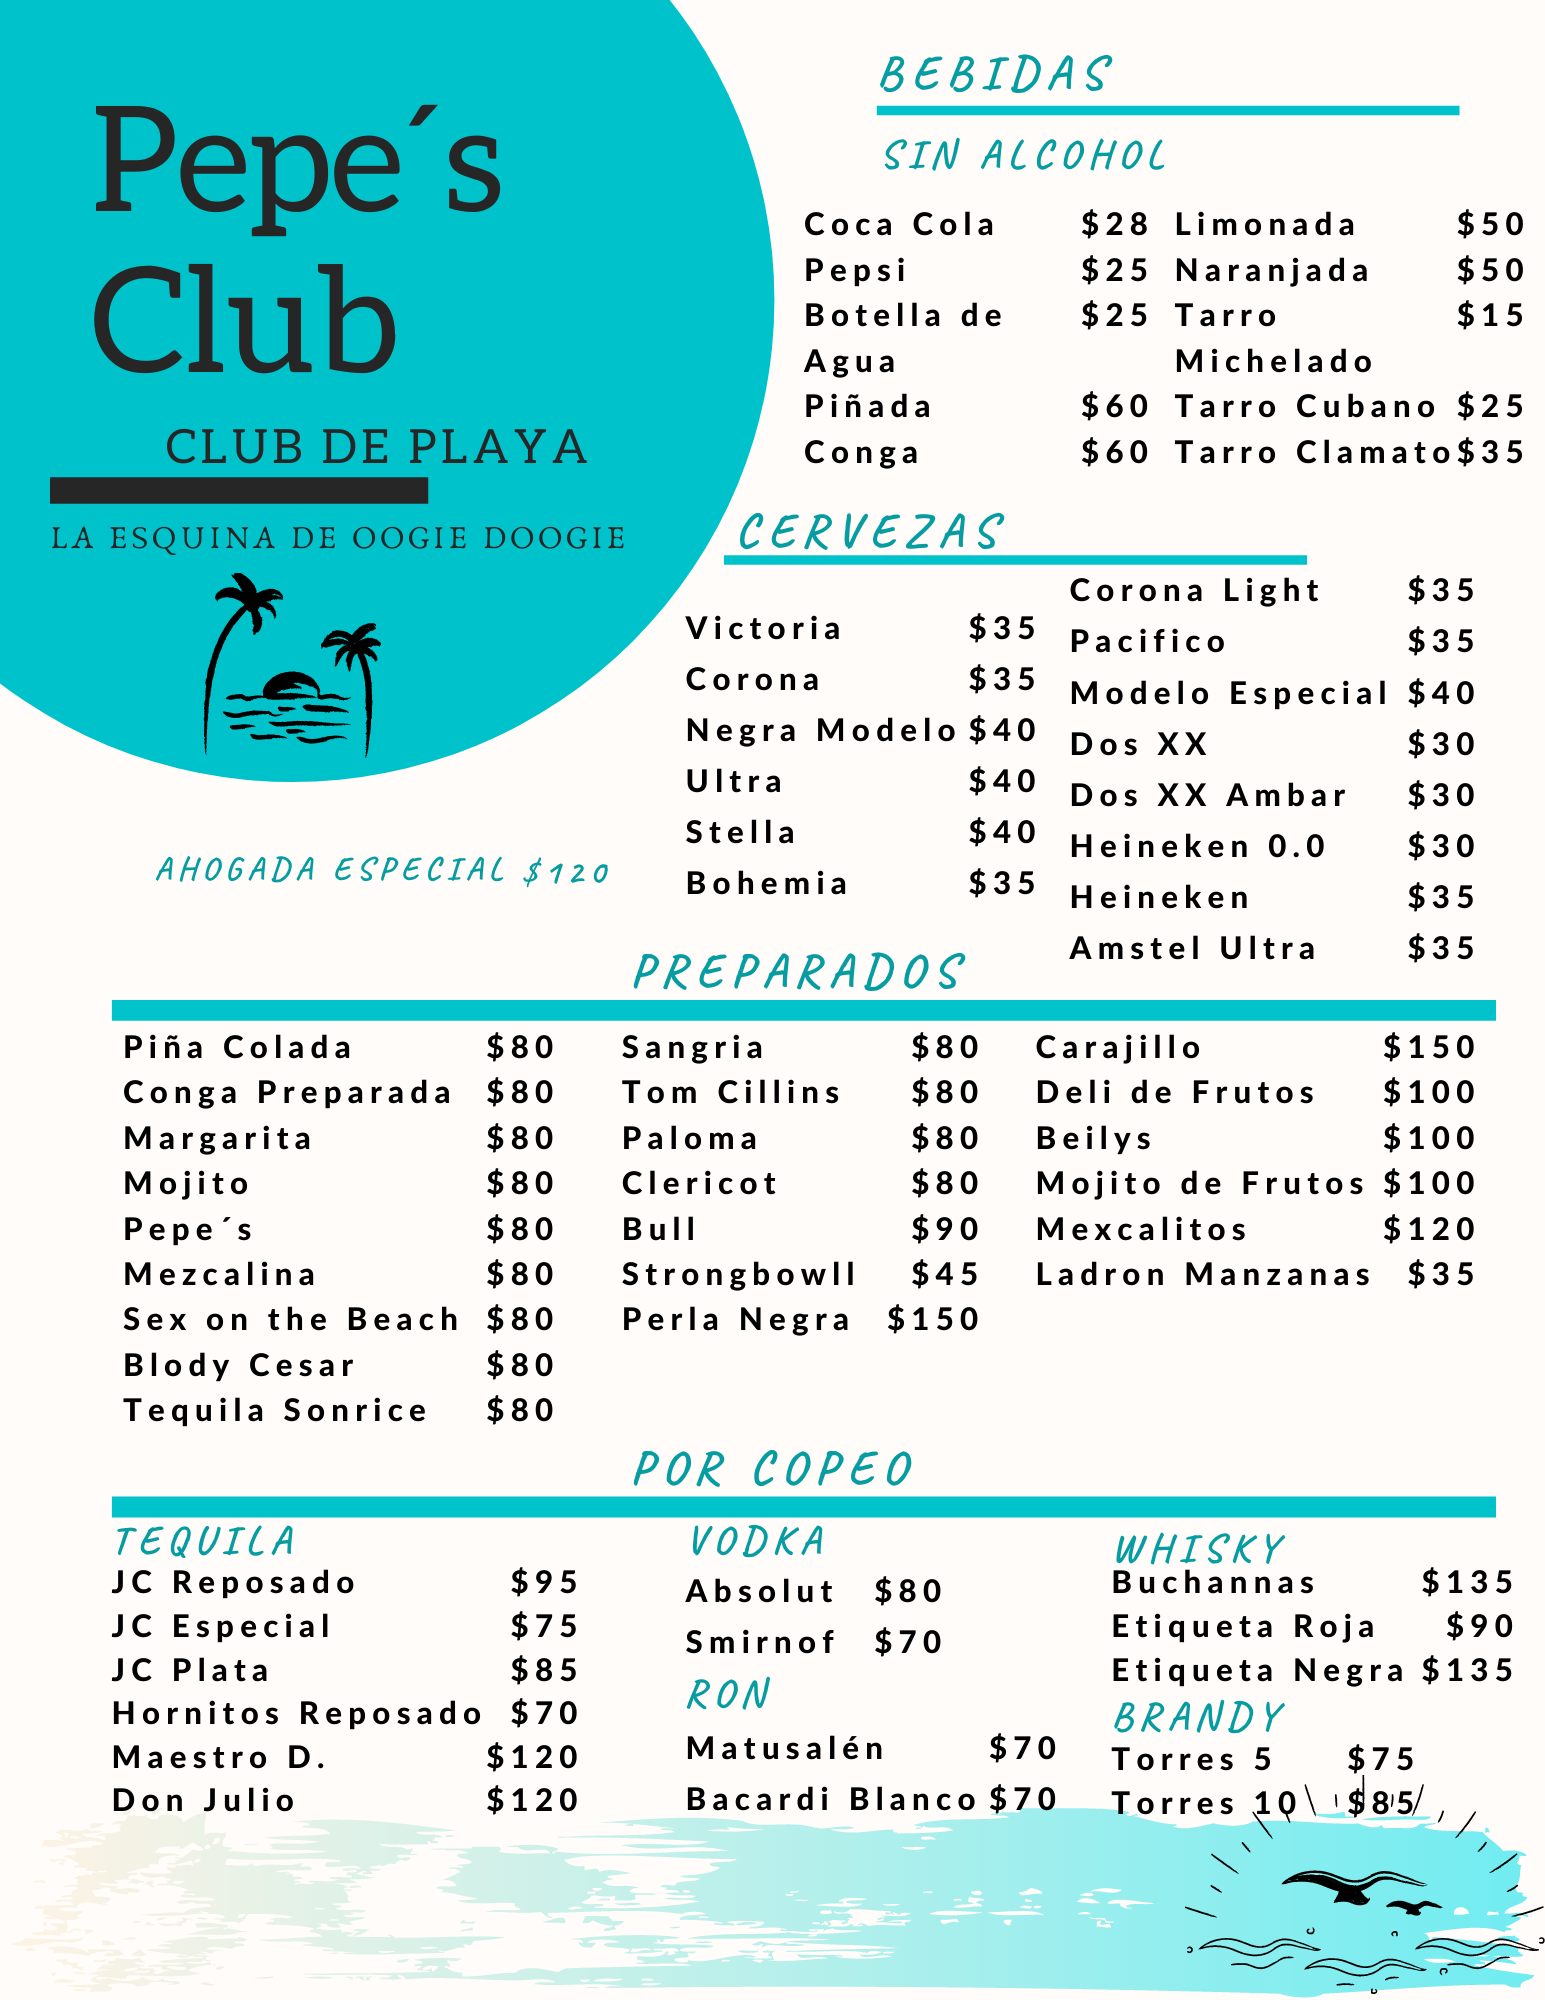 Pepe´s
Club
CLUB DE PLAYA
LA ESQUINA DE OOGIE DOOGIE
AHOGADA ESPECIAL $120
BEBIDAS
SIN ALCOHOL
Coca Cola $28
Pepsi $25
Botella de $25
Agua
Piñada $60
Conga $60
Limonada $50
Naranjada $50
Tarro $15
Michelado
Tarro Cubano $25
Tarro Clamato $35
CERVEZAS
Victoria $35
Corona $35
Negra Modelo $40
Ultra $40
Stella $40
Bohemia $35
Corona Light $35
Pacifico $35
Modelo Especial $40
Dos XX $30
Dos XX Ambar $30
Heineken 0.0 $30
Heineken $35
Amstel Ultra $35
PREPARADOS
Piña Colada $80
Conga Preparada $80
Margarita $80
Mojito $80
Pepe´s $80
Mezcalina $80
Sex on the Beach $80
Blody Cesar $80
Tequila Sonrice $80
Sangria $80
Tom Cillins $80
Paloma $80
Clericot $80
Bull $90
Strongbowll $45
Perla Negra $150
Carajillo $150
Deli de Frutos $100
Beilys $100
Mojito de Frutos $100
Mexcalitos $120
Ladron Manzanas $35
POR COPEO
TEQUILA
JC Reposado $95
JC Especial $75
JC Plata $85
Hornitos Reposado $70
Maestro D. $120
Don Julio $120
VODKA
Absolut $80
Smirnof $70
RON
Matusalén $70
Bacardi Blanco $70
WHISKY
Buchannas $135
Etiqueta Roja $90
Etiqueta Negra $135
BRANDY
Torres 5 $75
Torres 10 $85